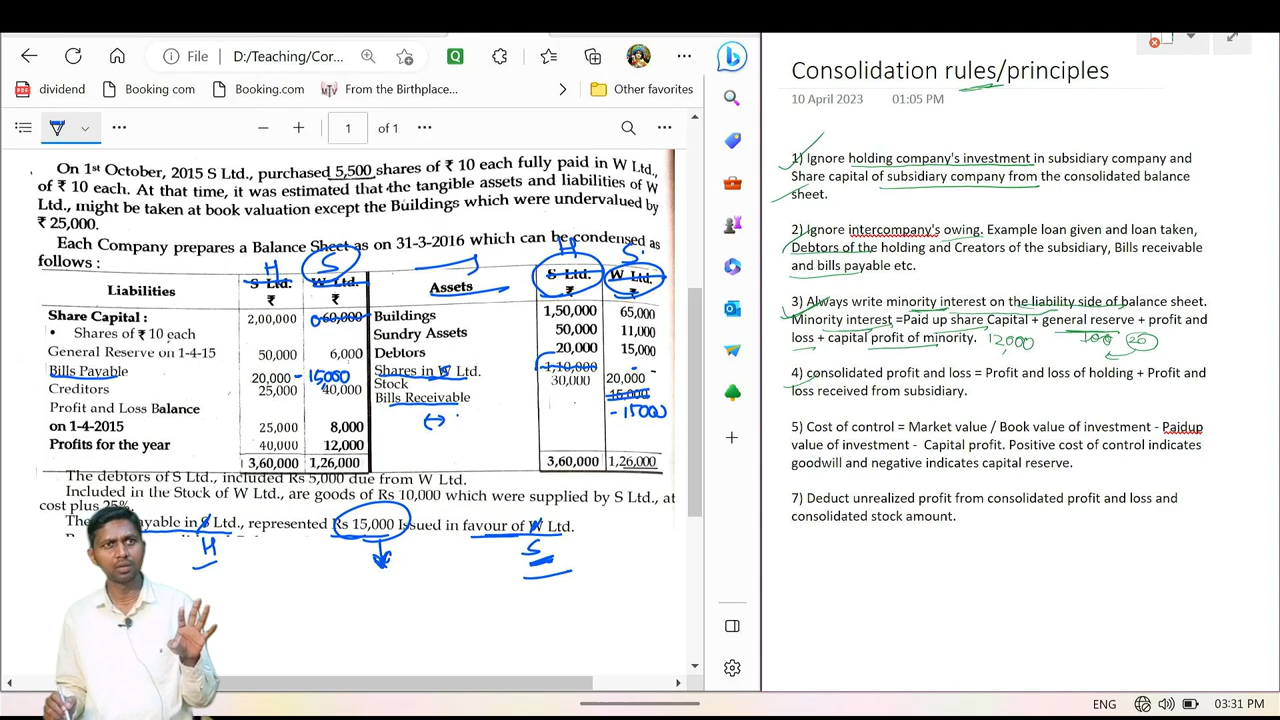 File
D:/Teaching/Cor...
dividend
Booking.com
Booking.com
From the Birthplace...
Other favorites
1
of 1
On 1st October, 2015 S Ltd., purchased 5,500 shares of ₹ 10 each fully paid in W Ltd.,
of ₹ 10 each. At that time, it was estimated that the tangible assets and liabilities of W
Ltd., might be taken at book valuation except the Buildings which were undervalued by
₹ 25,000.
Each Company prepares a Balance Sheet as on 31-3-2016 which can be condensed as
follows :
H S H S
Liabilities S Ltd. ₹ W Ltd. ₹ Assets S Ltd. ₹ W Ltd. ₹
Share Capital : 2,00,000 60,000 Buildings 1,50,000 65,000
• Shares of ₹ 10 each Sundry Assets 50,000 11,000
General Reserve on 1-4-15 50,000 6,000 Debtors 20,000 15,000
Bills Payable 20,000 - 15000 Shares in W Ltd. 1,10,000
Creditors 25,000 40,000 Stock 30,000 20,000
Profit and Loss Balance Bills Receivable 15,000
on 1-4-2015 25,000 8,000 - 15000
Profits for the year 40,000 12,000
3,60,000 1,26,000 3,60,000 1,26,000
The debtors of S Ltd., included Rs 5,000 due from W Ltd.
Included in the Stock of W Ltd., are goods of Rs 10,000 which were supplied by S Ltd., at
cost plus 25%.
The ayable in S Ltd., represented Rs 15,000 Issued in favour of W Ltd.
H S
Consolidation rules/principles
10 April 2023 01:05 PM
1) Ignore holding company's investment in subsidiary company and
Share capital of subsidiary company from the consolidated balance
sheet.
2) Ignore intercompany's owing. Example loan given and loan taken,
Debtors of the holding and Creators of the subsidiary, Bills receivable
and bills payable etc.
3) Always write minority interest on the liability side of balance sheet.
Minority interest =Paid up share Capital + general reserve + profit and
loss + capital profit of minority. 12000 100 20
4) consolidated profit and loss = Profit and loss of holding + Profit and
loss received from subsidiary.
5) Cost of control = Market value / Book value of investment - Paidup
value of investment - Capital profit. Positive cost of control indicates
goodwill and negative indicates capital reserve.
7) Deduct unrealized profit from consolidated profit and loss and
consolidated stock amount.
ENG
03:31 PM